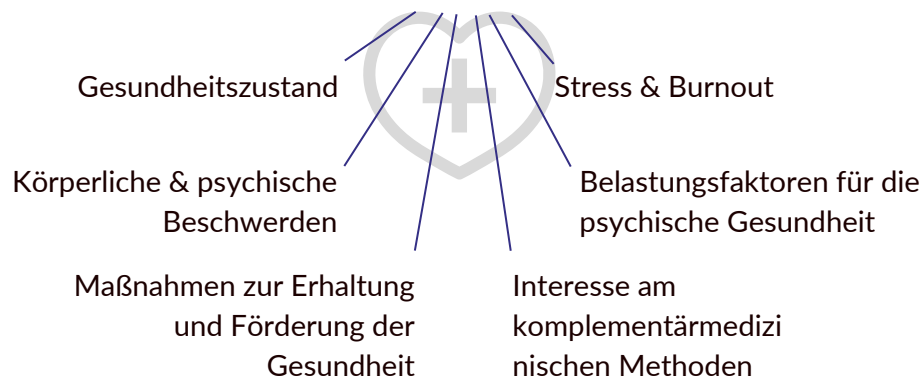 Gesundheitszustand
Stress & Burnout
Körperliche & psychische
Beschwerden
Belastungsfaktoren für die
psychische Gesundheit
Maßnahmen zur Erhaltung
und Förderung der
Gesundheit
Interesse am
komplementärmedizi
nischen Methoden